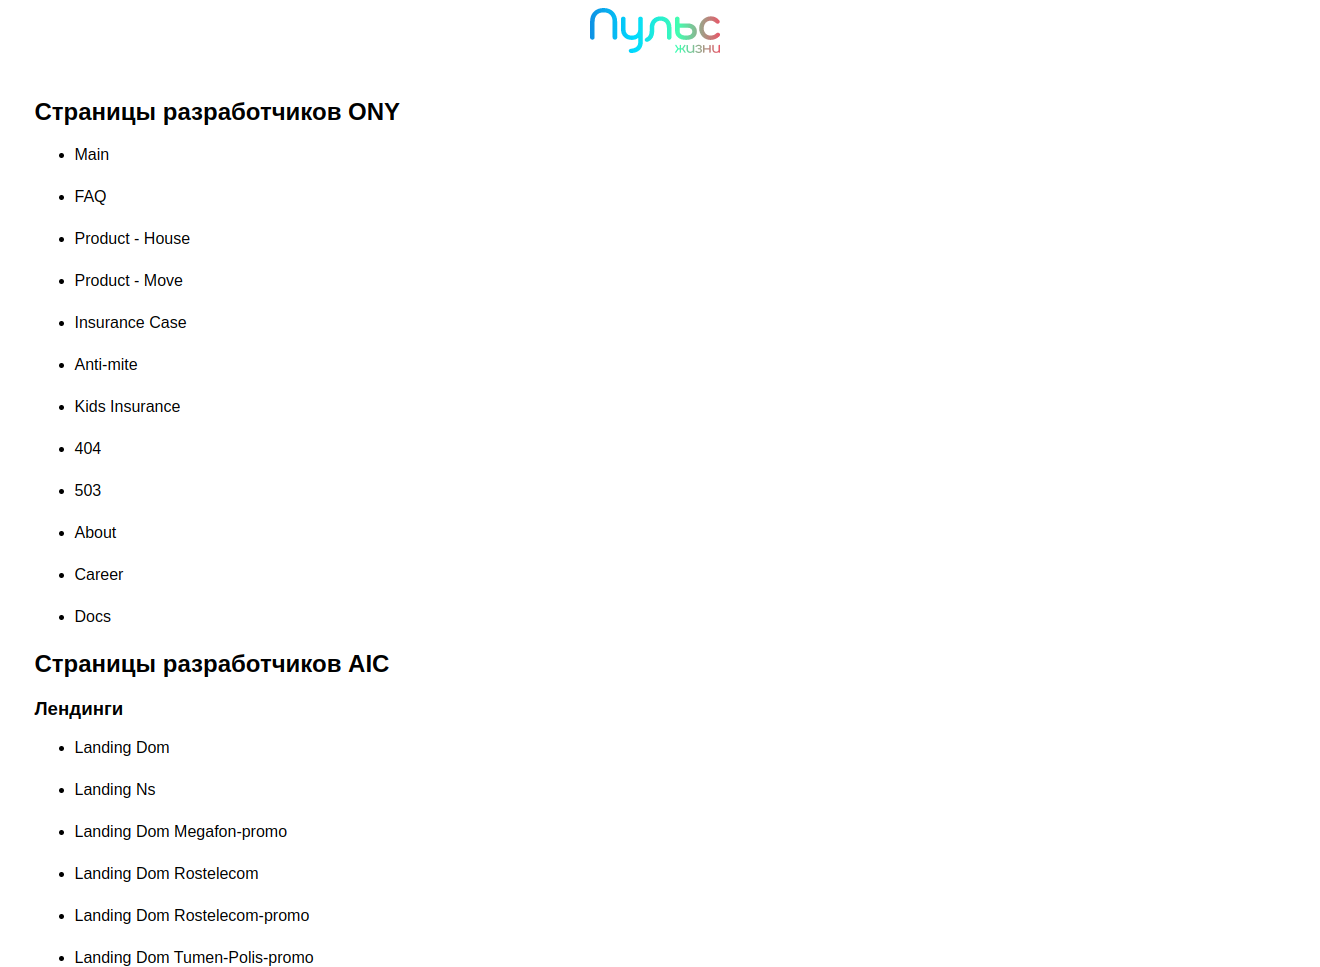 Пульс
жизни
Страницы разработчиков ONY
Main
FAQ
Product - House
Product - Move
Insurance Case
Anti-mite
Kids Insurance
404
503
About
Career
Docs
Страницы разработчиков AIC
Лендинги
Landing Dom
Landing Ns
Landing Dom Megafon-promo
Landing Dom Rostelecom
Landing Dom Rostelecom-promo
Landing Dom Tumen-Polis-promo